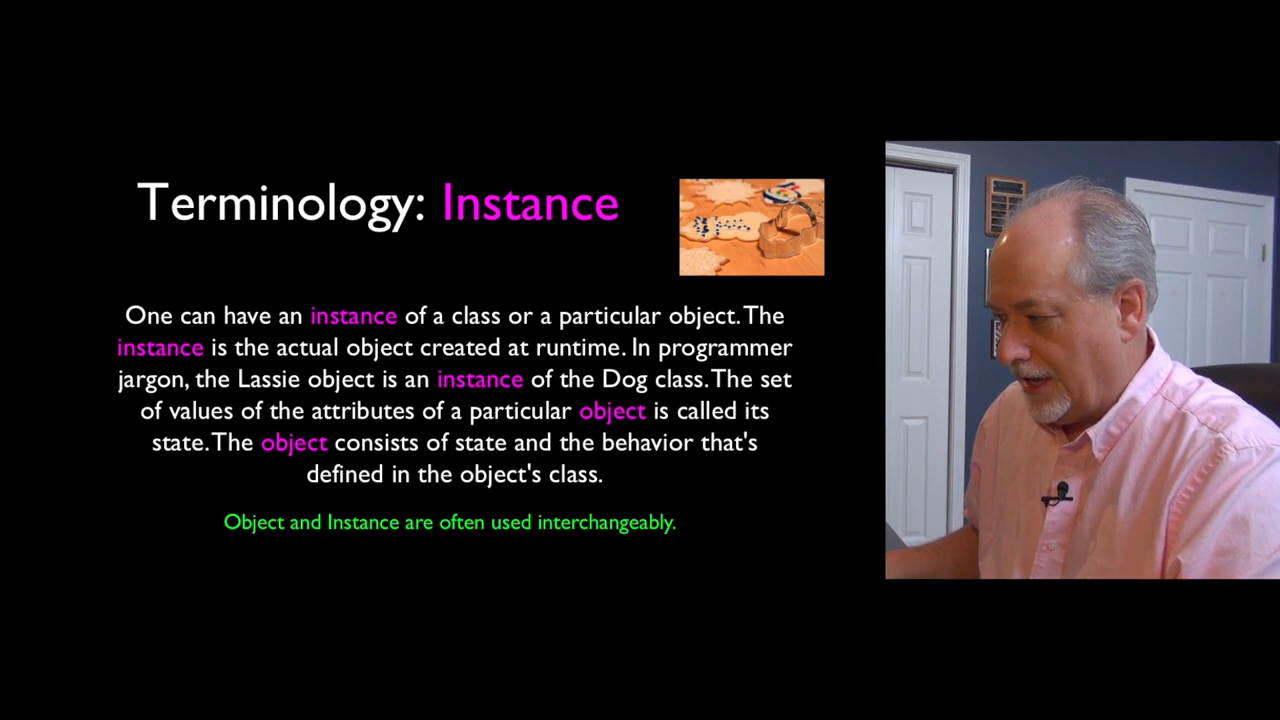 Terminology: Instance
One can have an instance of a class or a particular object. The
instance is the actual object created at runtime. In programmer
jargon, the Lassie object is an instance of the Dog class. The set
of values of the attributes of a particular object is called its
state. The object consists of state and the behavior that's
defined in the object's class.
Object and Instance are often used interchangeably.